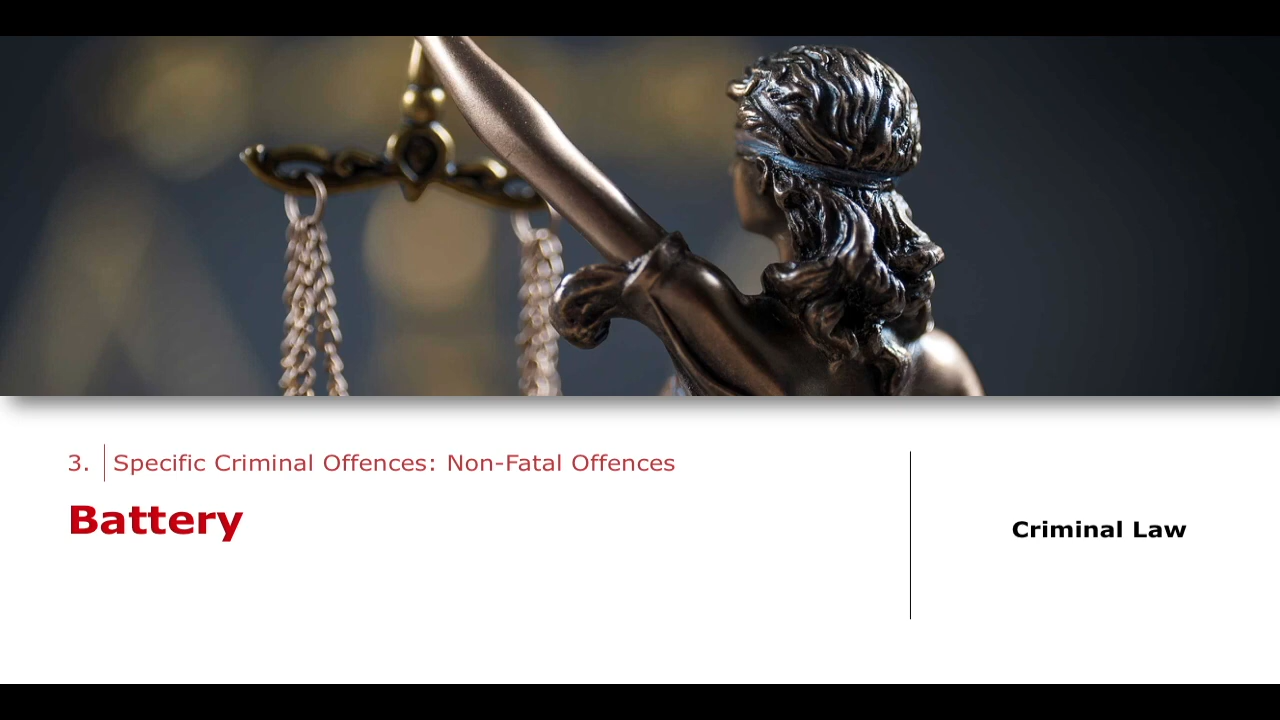 3. Specific Criminal Offences: Non-Fatal Offences
Battery
Criminal Law